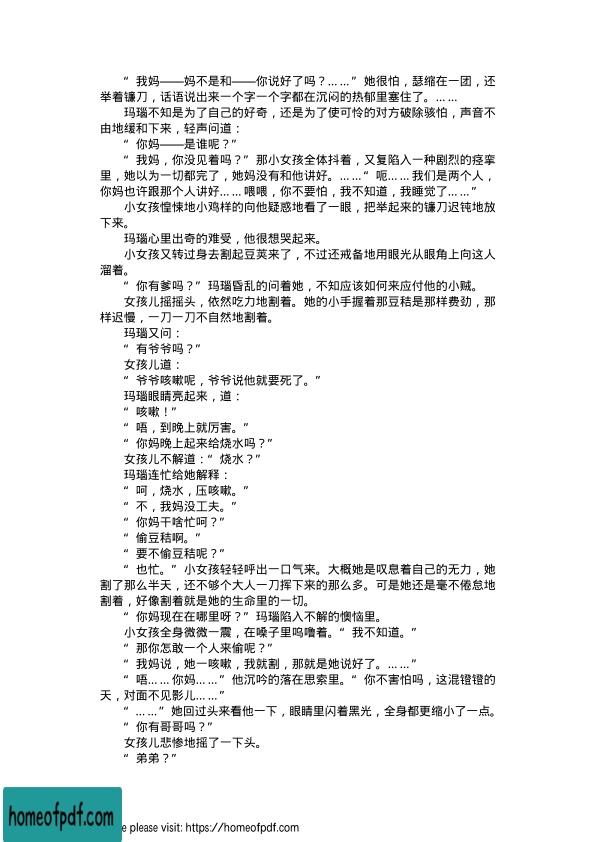 “ 我妈——妈不是和——你说好了吗？……” 她很怕，瑟缩在一团，还
举着镰刀，话语说出来一个字一个字都在沉闷的热郁里塞住了。……
玛瑙不知是为了自己的好奇，还是为了使可怜的对方破除骇怕，声音不
由地缓和下来，轻声问道：
“ 你妈——是谁呢？”
“ 我妈，你没见着吗？” 那小女孩全体抖着，又复陷入一种剧烈的痉挛
里，她以为一切都完了，她妈没有和他讲好。……“ 呃……我们是两个人，
你妈也许跟那个人讲好……喂喂，你不要怕，我不知道，我睡觉了……”
小女孩惶悚地小鸡样的向他疑惑地看了一眼，把举起来的镰刀迟钝地放
下来。
玛瑙心里出奇的难受，他很想哭起来。
小女孩又转过身去割起豆荚来了，不过还戒备地用眼光从眼角上向这人
溜着。
“ 你有爹吗？” 玛瑙昏乱的问着她，不知应该如何来应付他的小贼。
女孩儿摇摇头，依然吃力地割着。她的小手握着那豆秸是那样费劲，那
样迟慢，一刀一刀不自然地割着。
玛瑙又问：
“ 有爷爷吗？”
女孩儿道：
“ 爷爷咳嗽呢，爷爷说他就要死了。”
玛瑙眼睛亮起来，道：
“ 咳嗽！”
“ 唔，到晚上就厉害。”
“ 你妈晚上起来给烧水吗？”
女孩儿不解道：“ 烧水？”
玛瑙连忙给她解释：
“ 呵，烧水，压咳嗽。”
“ 不，我妈没工夫。”
“ 你妈干啥忙呵？”
“ 偷豆秸啊。”
“ 要不偷豆秸呢？”
“ 也忙。” 小女孩轻轻呼出一口气来。大概她是叹息着自己的无力，她
割了那么半天，还不够个大人一刀挥下来的那么多。可是她还是毫不倦怠地
割着，好像割着就是她的生命里的一切。
“ 你妈现在在哪里呀？” 玛瑙陷入不解的懊恼里。
小女孩全身微微一震，在嗓子里呜噜着。“ 我不知道。”
“ 那你怎敢一个人来偷呢？”
“ 我妈说，她一咳嗽，我就割，那就是她说好了。……”
“ 唔……你妈……” 他沉吟的落在思索里。“ 你不害怕吗，这混镫镫的
天，对面不见影儿……”
“ ……” 她回过头来看他一下，眼睛里闪着黑光，全身都更缩小了一点。
“ 你有哥哥吗？”
女孩儿悲惨地摇了一下头。
“ 弟弟？”
homeofpdf.com
e please visit: https://homeofpdf.com